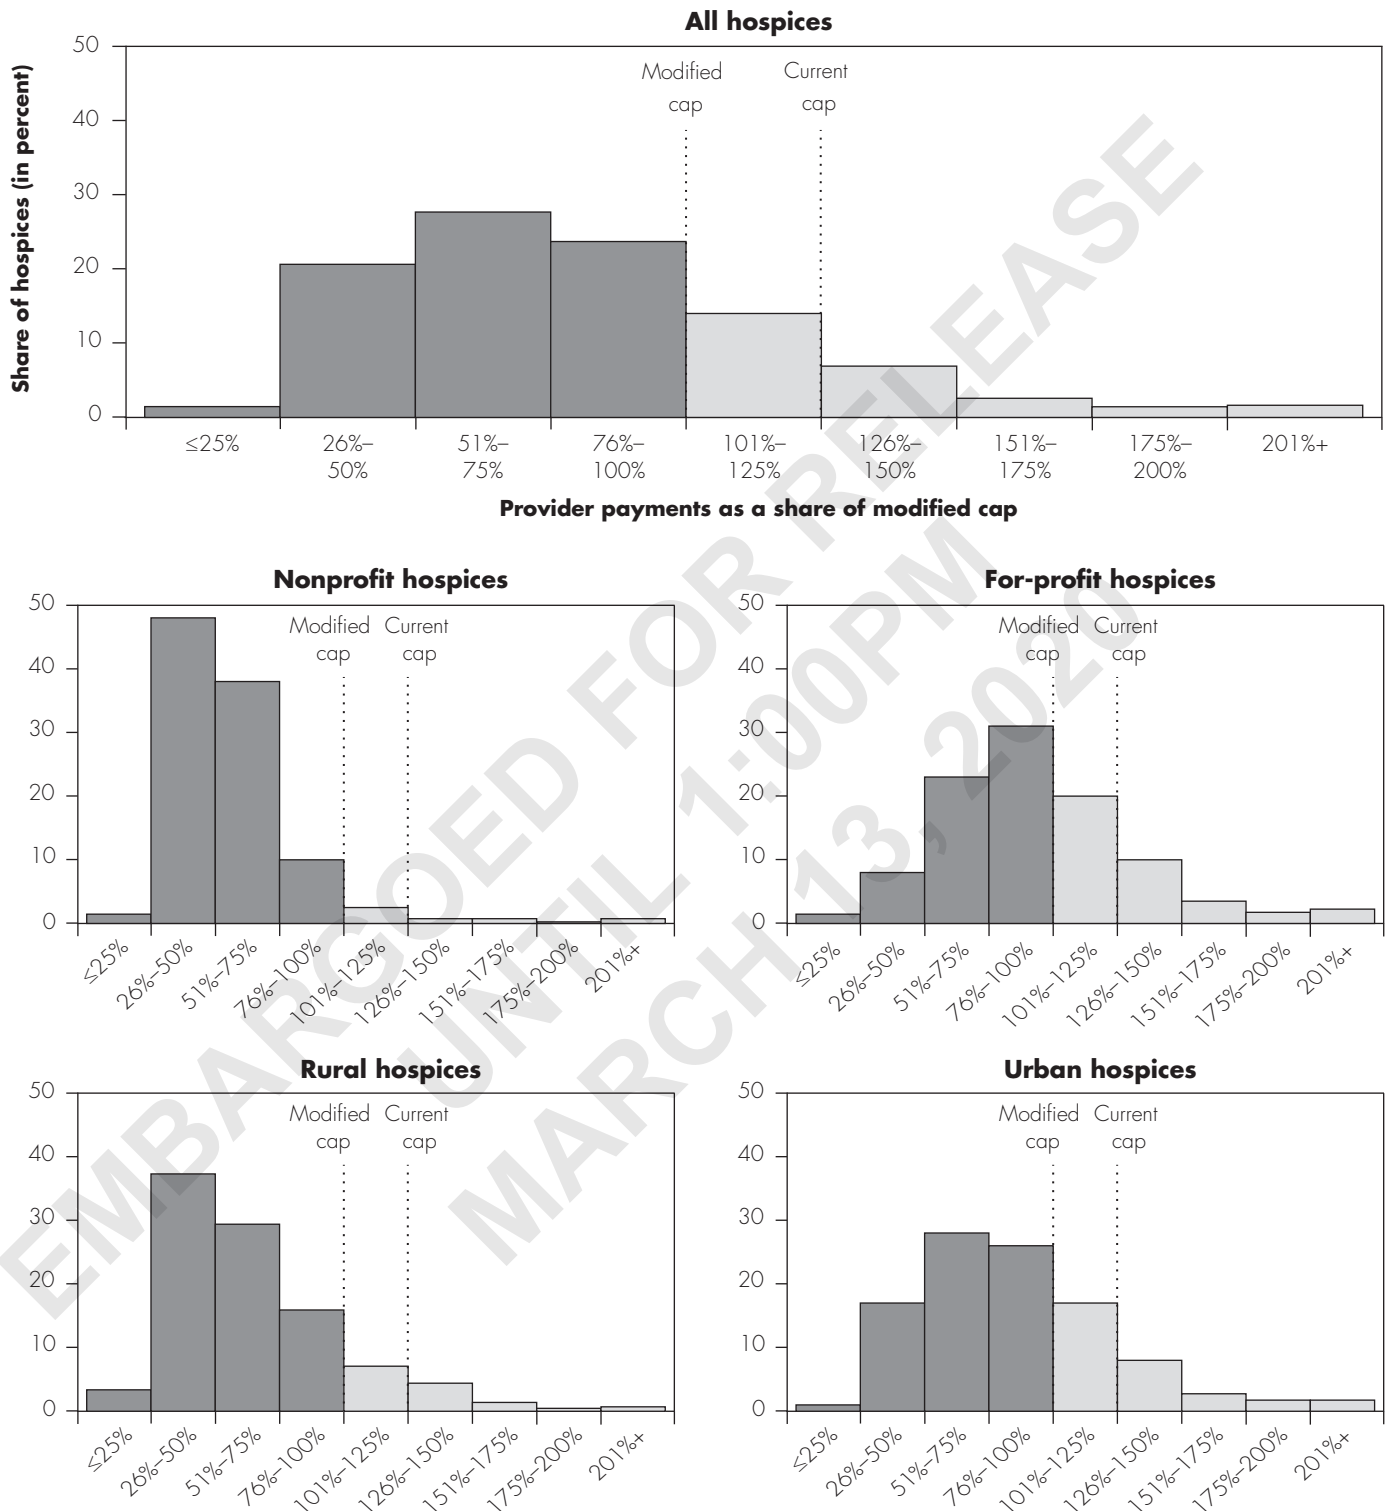 All hospices
Share of hospices (in percent)
50
40
30
20
10
0
Modified
cap
Current
cap
≤25%
26%–
50%
51%–
75%
76%–
100%
101%–
125%
126%–
150%
151%–
175%
175%–
200%
201%+
Provider payments as a share of modified cap
Nonprofit hospices
50
40
30
20
10
0
Modified
cap
Current
cap
≤25%
26%–50%
51%–75%
76%–100%
101%–125%
126%–150%
151%–175%
175%–200%
201%+
For-profit hospices
50
40
30
20
10
0
Modified
cap
Current
cap
≤25%
26%–50%
51%–75%
76%–100%
101%–125%
126%–150%
151%–175%
175%–200%
201%+
Rural hospices
50
40
30
20
10
0
Modified
cap
Current
cap
≤25%
26%–50%
51%–75%
76%–100%
101%–125%
126%–150%
151%–175%
175%–200%
201%+
Urban hospices
50
40
30
20
10
0
Modified
cap
Current
cap
≤25%
26%–50%
51%–75%
76%–100%
101%–125%
126%–150%
151%–175%
175%–200%
201%+
EMBARGOED FOR RELEASE
UNTIL 1:00PM
MARCH 13, 2020